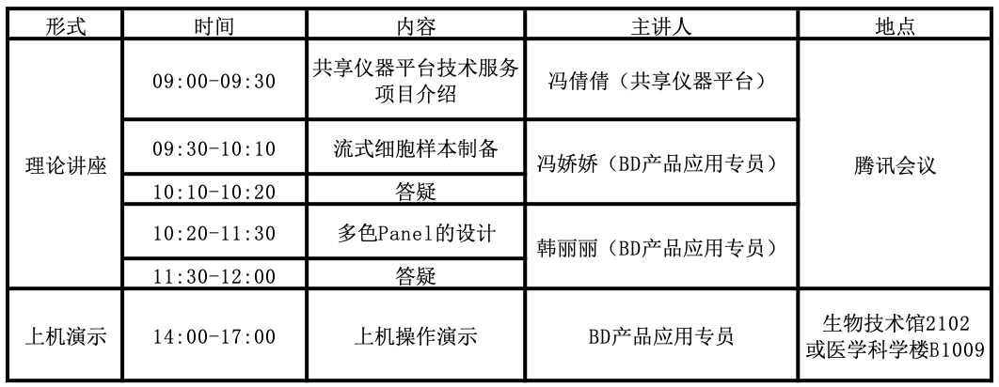 形式 时间 内容 主讲人 地点
理论讲座 09:00-09:30 共享仪器平台技术服务
项目介绍 冯倩倩（共享仪器平台） 腾讯会议
09:30-10:10 流式细胞样本制备 冯娇娇（BD产品应用专员）
10:10-10:20 答疑
10:20-11:30 多色Panel的设计 韩丽丽（BD产品应用专员）
11:30-12:00 答疑
上机演示 14:00-17:00 上机操作演示 BD产品应用专员 生物技术馆2102
或医学科学楼B1009